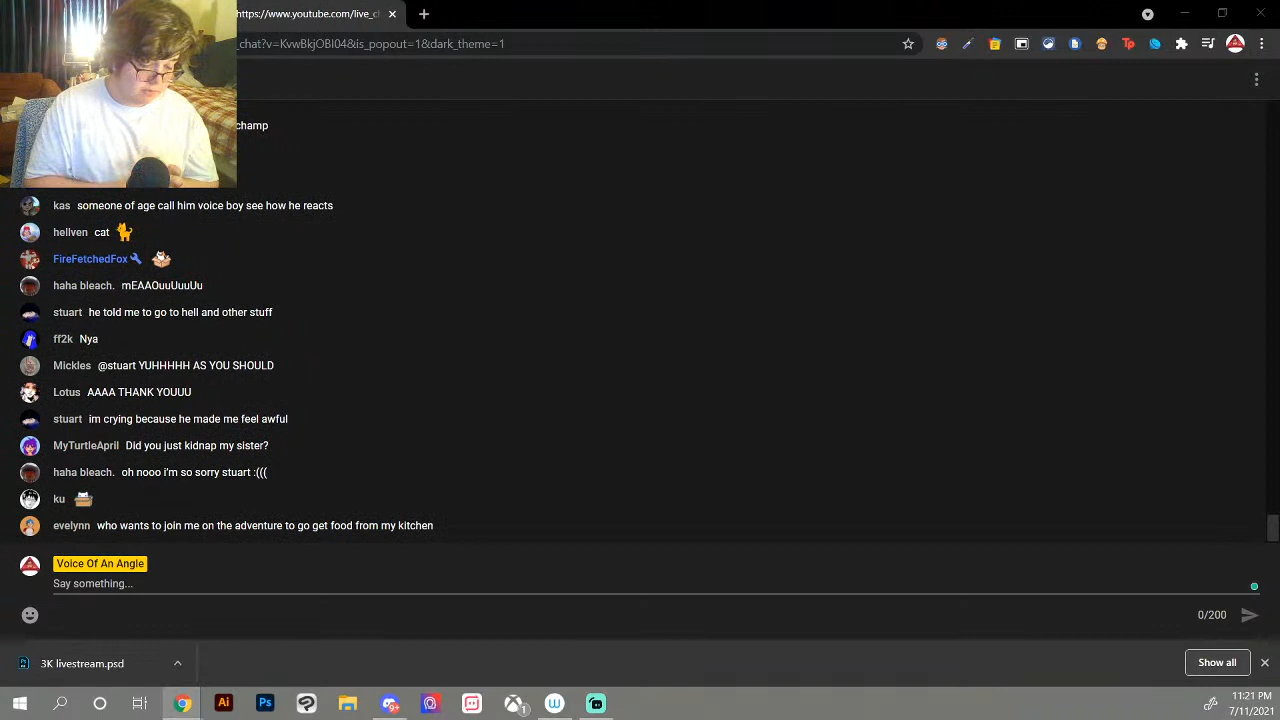 https://www.youtube.com/live_cl
_chat?v=KvwBkjOBI04&is_popout=1&dark_theme=1
champ
kas someone of age call him voice boy see how he reacts
hellven cat
FireFetchedFox
haha bleach. mEAAOuuUuuUu
stuart he told me to go to hell and other stuff
ff2k Nya
Mickles @stuart YUHHHHH AS YOU SHOULD
Lotus AAAA THANK YOUUU
stuart im crying because he made me feel awful
MyTurtleApril Did you just kidnap my sister?
haha bleach. oh nooo i'm so sorry stuart :(((
ku
evelynn who wants to join me on the adventure to go get food from my kitchen
Voice Of An Angle
Say something...
0/200
3K livestream.psd
Show all
Ai Ps
11:21 PM
7/11/2021